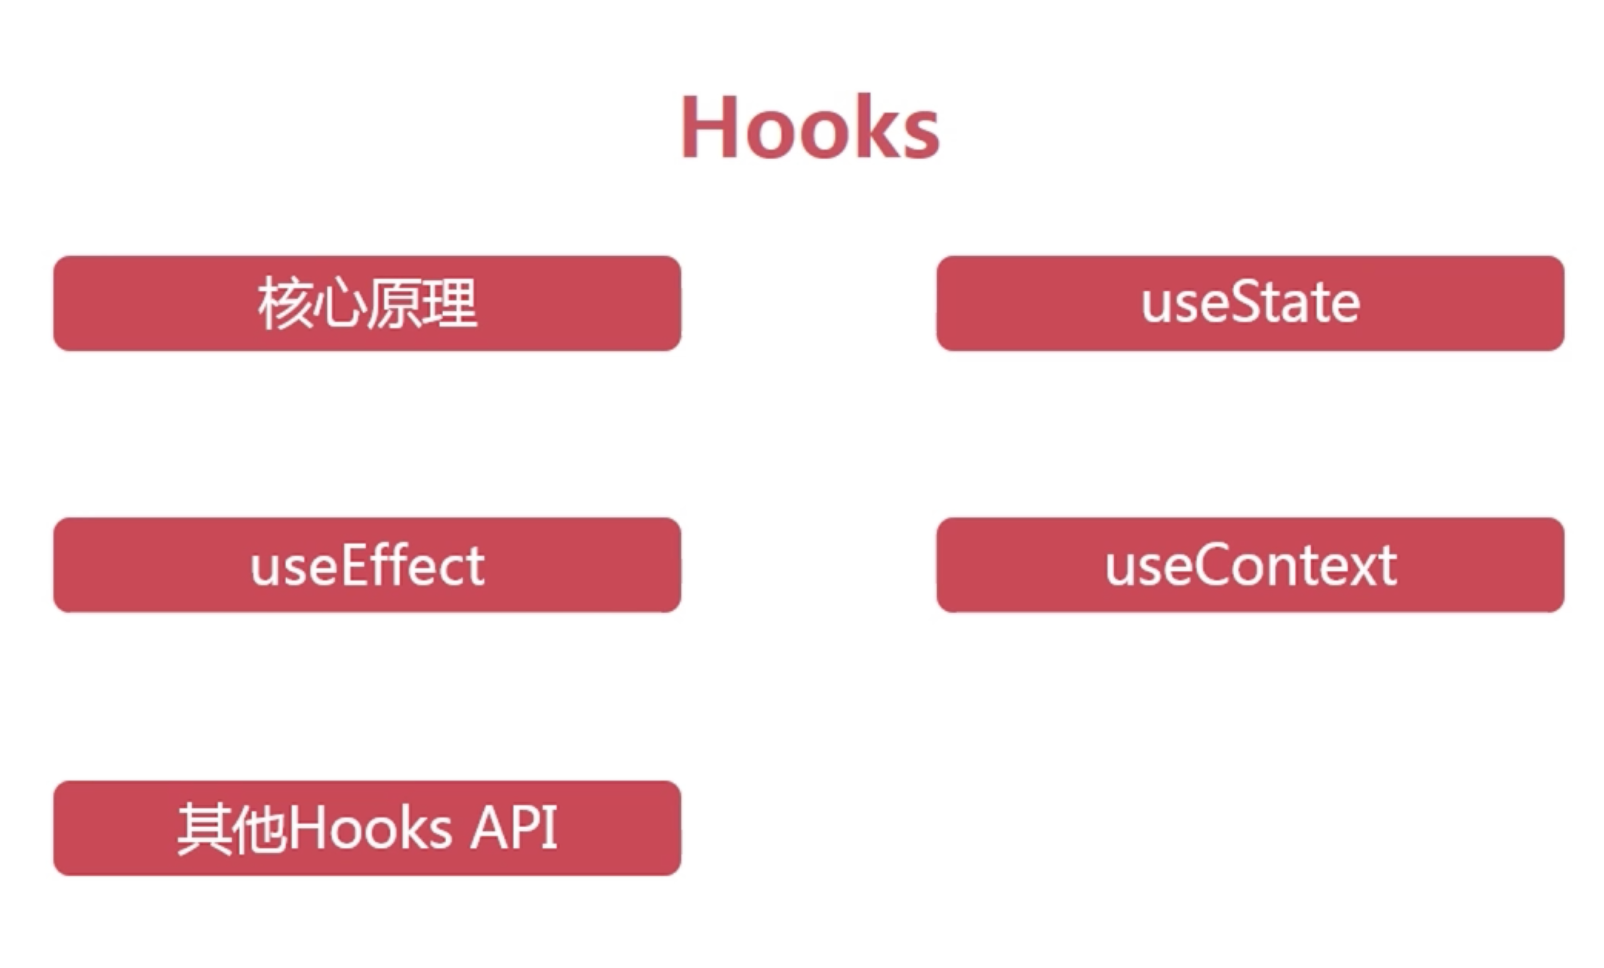 Hooks
核心原理
useState
useEffect
useContext
其他Hooks API